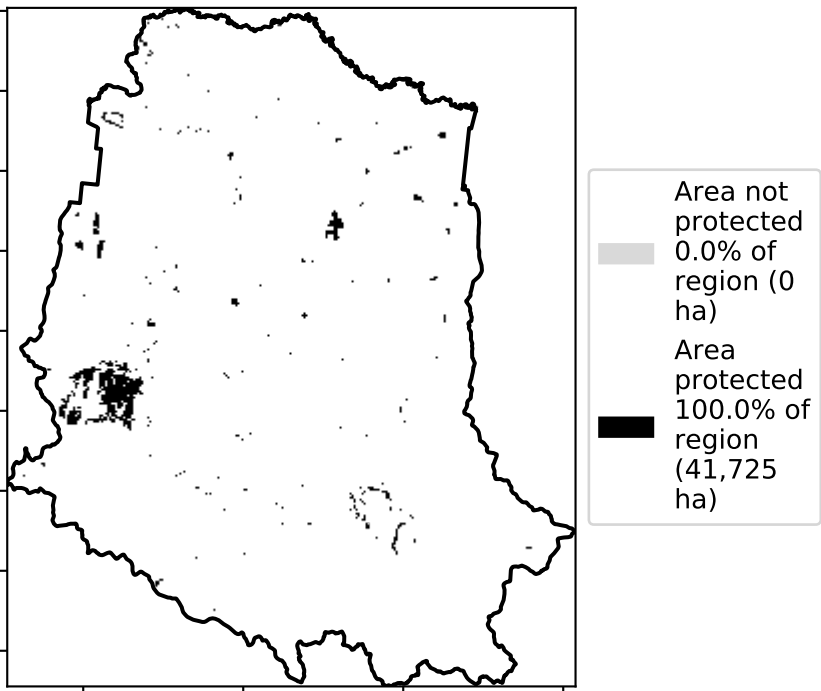 Area not
protected
0.0% of
region (0
ha)
Area
protected
100.0% of
region
(41,725
ha)